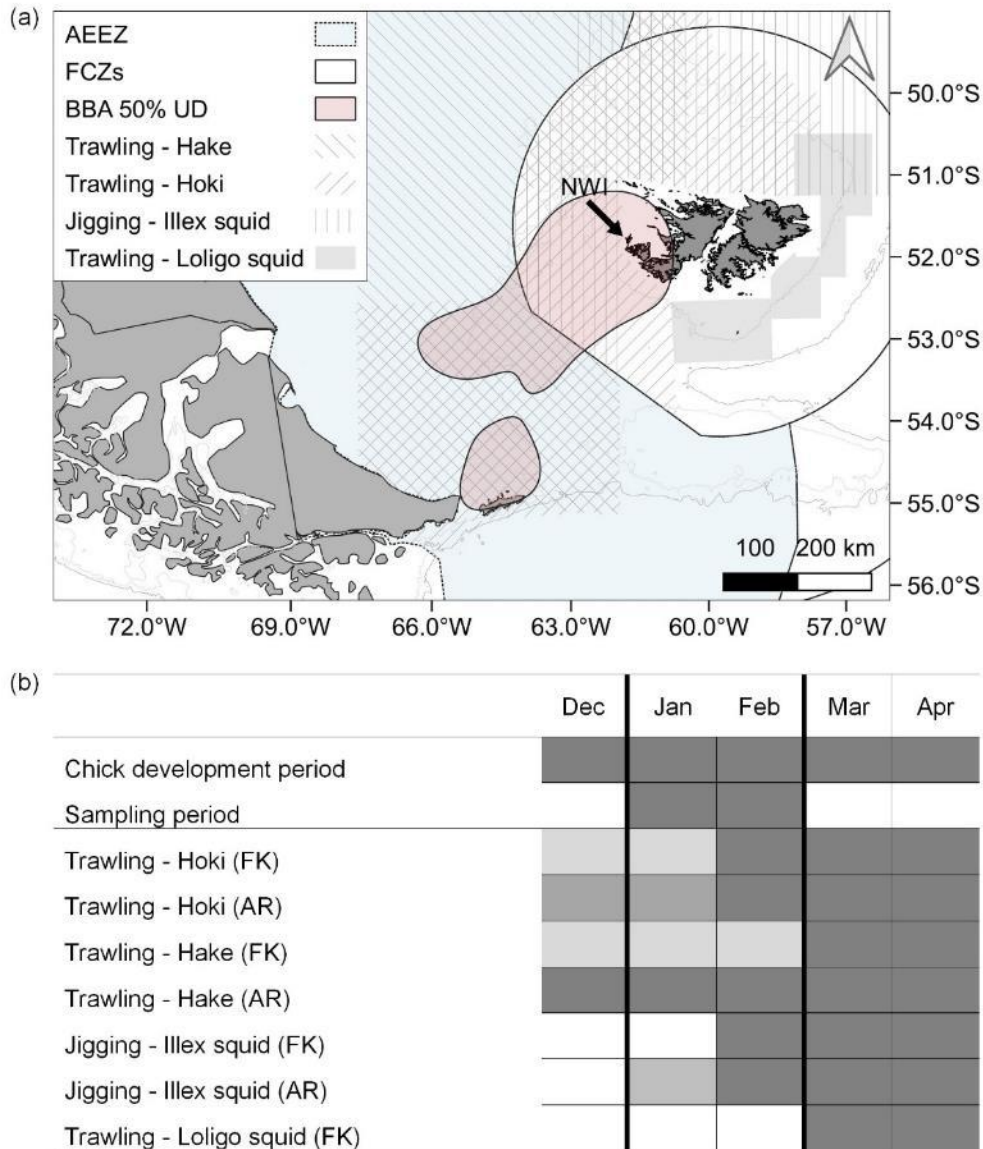 (a)
AEEZ
FCZs
BBA 50% UD
Trawling - Hake
Trawling - Hoki
Jigging - Illex squid
Trawling - Loligo squid
NWI
50.0°S
51.0°S
52.0°S
53.0°S
54.0°S
55.0°S
56.0°S
100 200 km
72.0°W 69.0°W 66.0°W 63.0°W 60.0°W 57.0°W
(b)
Dec Jan Feb Mar Apr
Chick development period
Sampling period
Trawling - Hoki (FK)
Trawling - Hoki (AR)
Trawling - Hake (FK)
Trawling - Hake (AR)
Jigging - Illex squid (FK)
Jigging - Illex squid (AR)
Trawling - Loligo squid (FK)